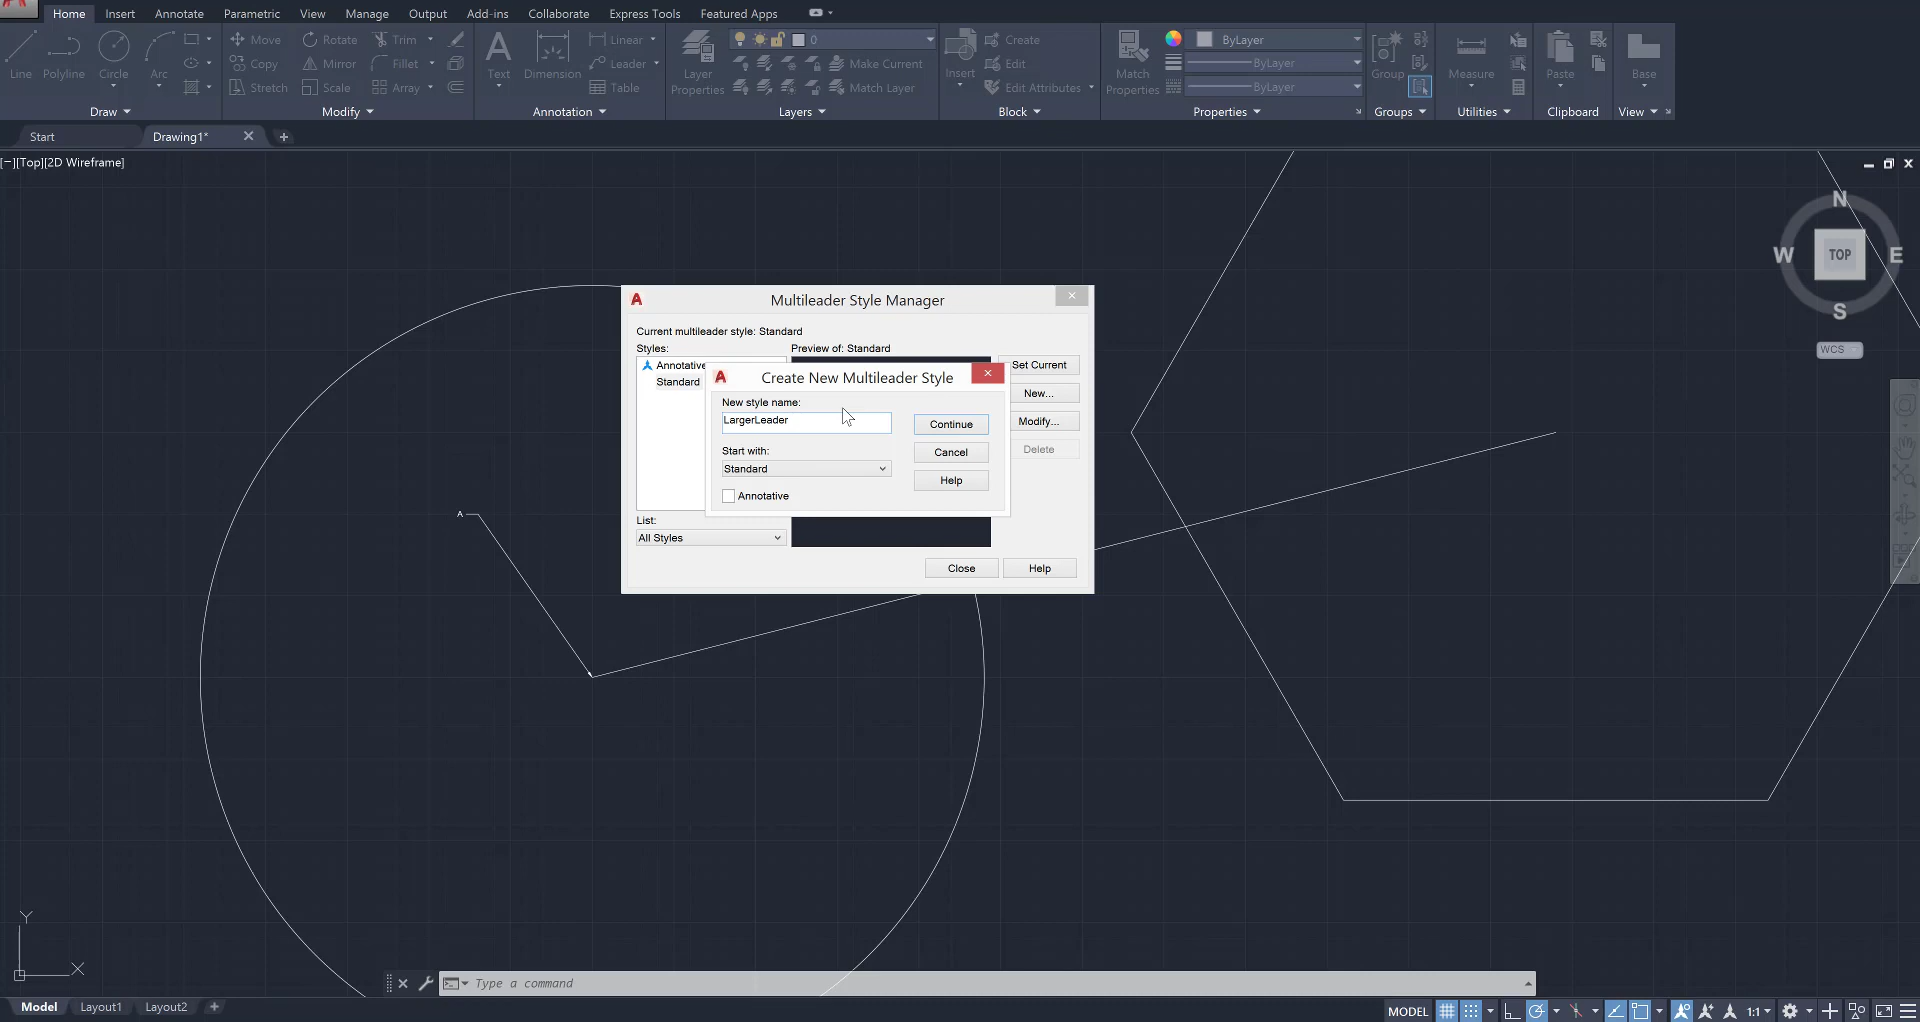 Home Insert Annotate Parametric View Manage Output Add-ins Collaborate Express Tools Featured Apps
Line Polyline Circle Arc
Move Rotate Trim
Copy Mirror Fillet
Stretch Scale Array
Text Dimension
Linear
Leader
Table
Layer Properties
0
Make Current
Match Layer
Insert
Create
Edit
Edit Attributes
Match Properties
ByLayer
ByLayer
ByLayer
Group
Measure
Paste
Base
Draw Modify Annotation Layers Block Properties Groups Utilities Clipboard View
Start Drawing1*
[−][Top][2D Wireframe]
N
W TOP E
S
WCS
Multileader Style Manager
Current multileader style: Standard
Styles: Preview of: Standard
Annotative
Standard
Set Current
New...
Modify...
Delete
Create New Multileader Style
New style name:
LargerLeader
Continue
Start with:
Cancel
Standard
Help
Annotative
List:
All Styles
Close Help
A
Y
X
Type a command
Model Layout1 Layout2
MODEL 1:1